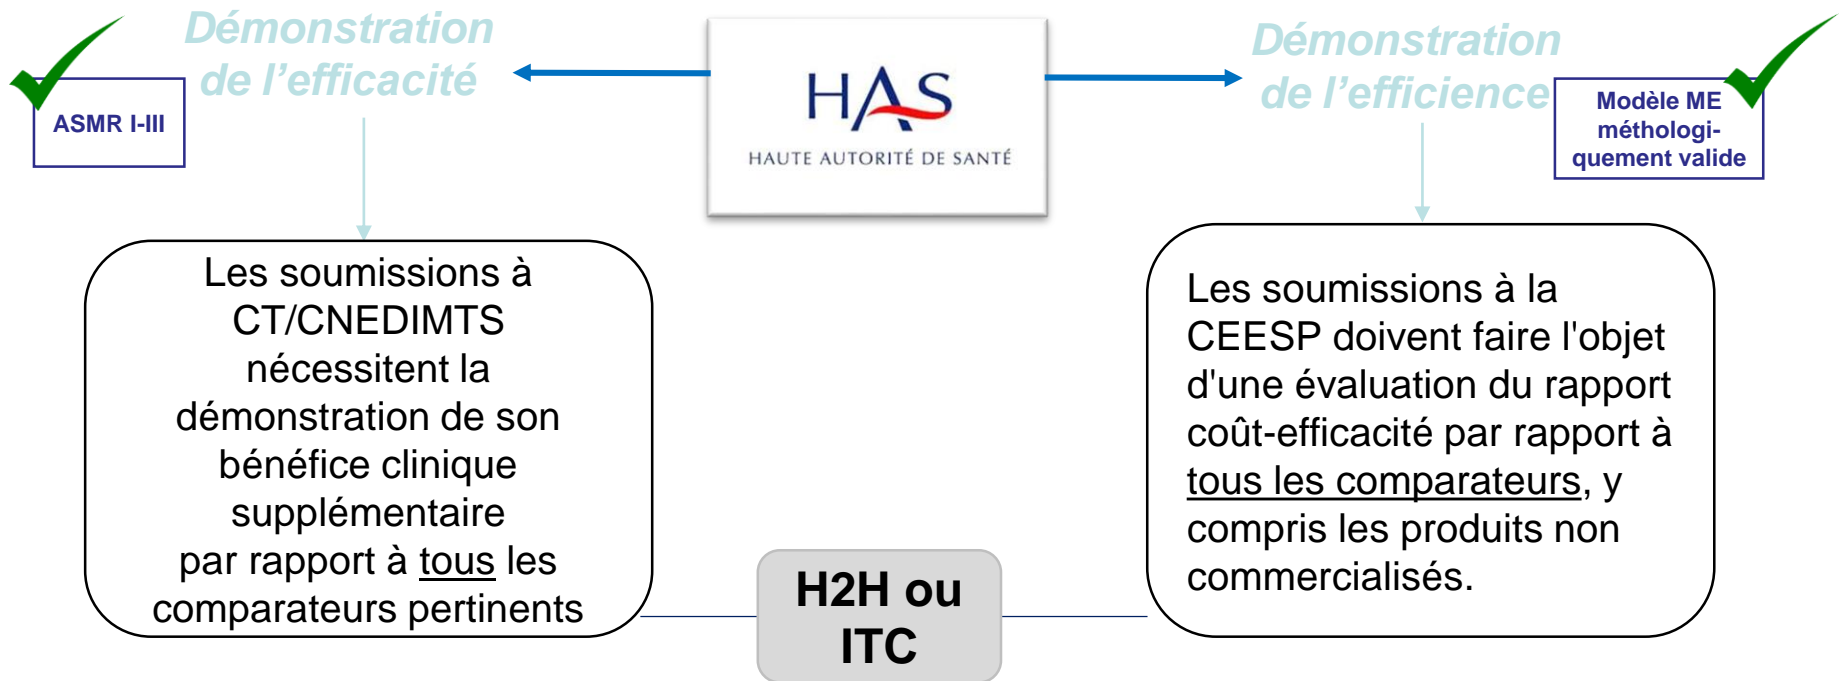 Démonstration
de l’efficacité
ASMR I-III
HAS
HAUTE AUTORITÉ DE SANTÉ
Démonstration
de l’efficience
Modèle ME
méthologi-
quement valide
Les soumissions à
CT/CNEDIMTS
nécessitent la
démonstration de son
bénéfice clinique
supplémentaire
par rapport à tous les
comparateurs pertinents
Les soumissions à la
CEESP doivent faire l'objet
d'une évaluation du rapport
coût-efficacité par rapport à
tous les comparateurs, y
compris les produits non
commercialisés.
H2H ou
ITC